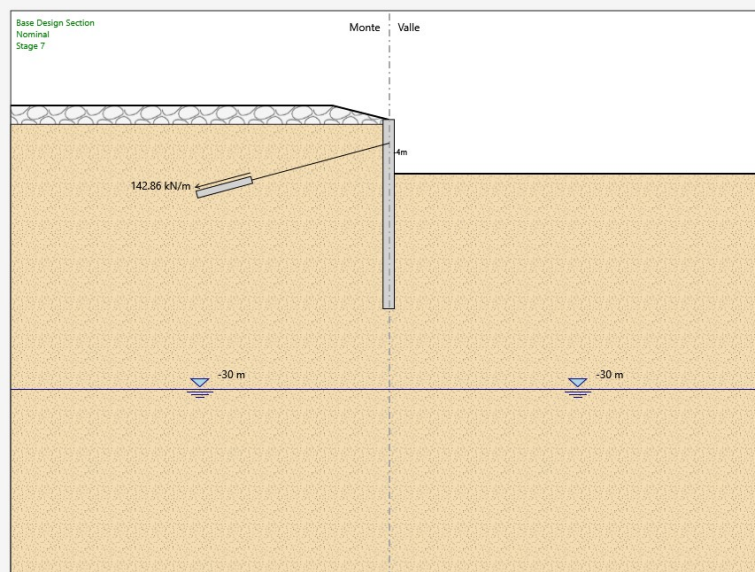 Base Design Section
Nominal
Stage 7
Monte Valle
-4m
142.86 kN/m
-30 m
-30 m